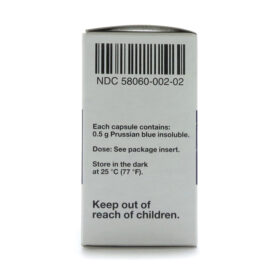 NDC 58060-002-02
Each capsule contains:
0.5 g Prussian blue insoluble.
Dose: See package insert.
Store in the dark
at 25 °C (77 °F).
Keep out of
reach of children.